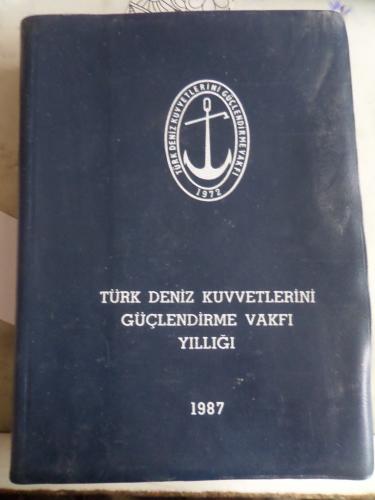 TÜRK DENİZ KUVVETLERİNİ GÜÇLENDİRME VAKFI
1972
TÜRK DENİZ KUVVETLERİNİ
GÜÇLENDİRME VAKFI
YILLIĞI
1987